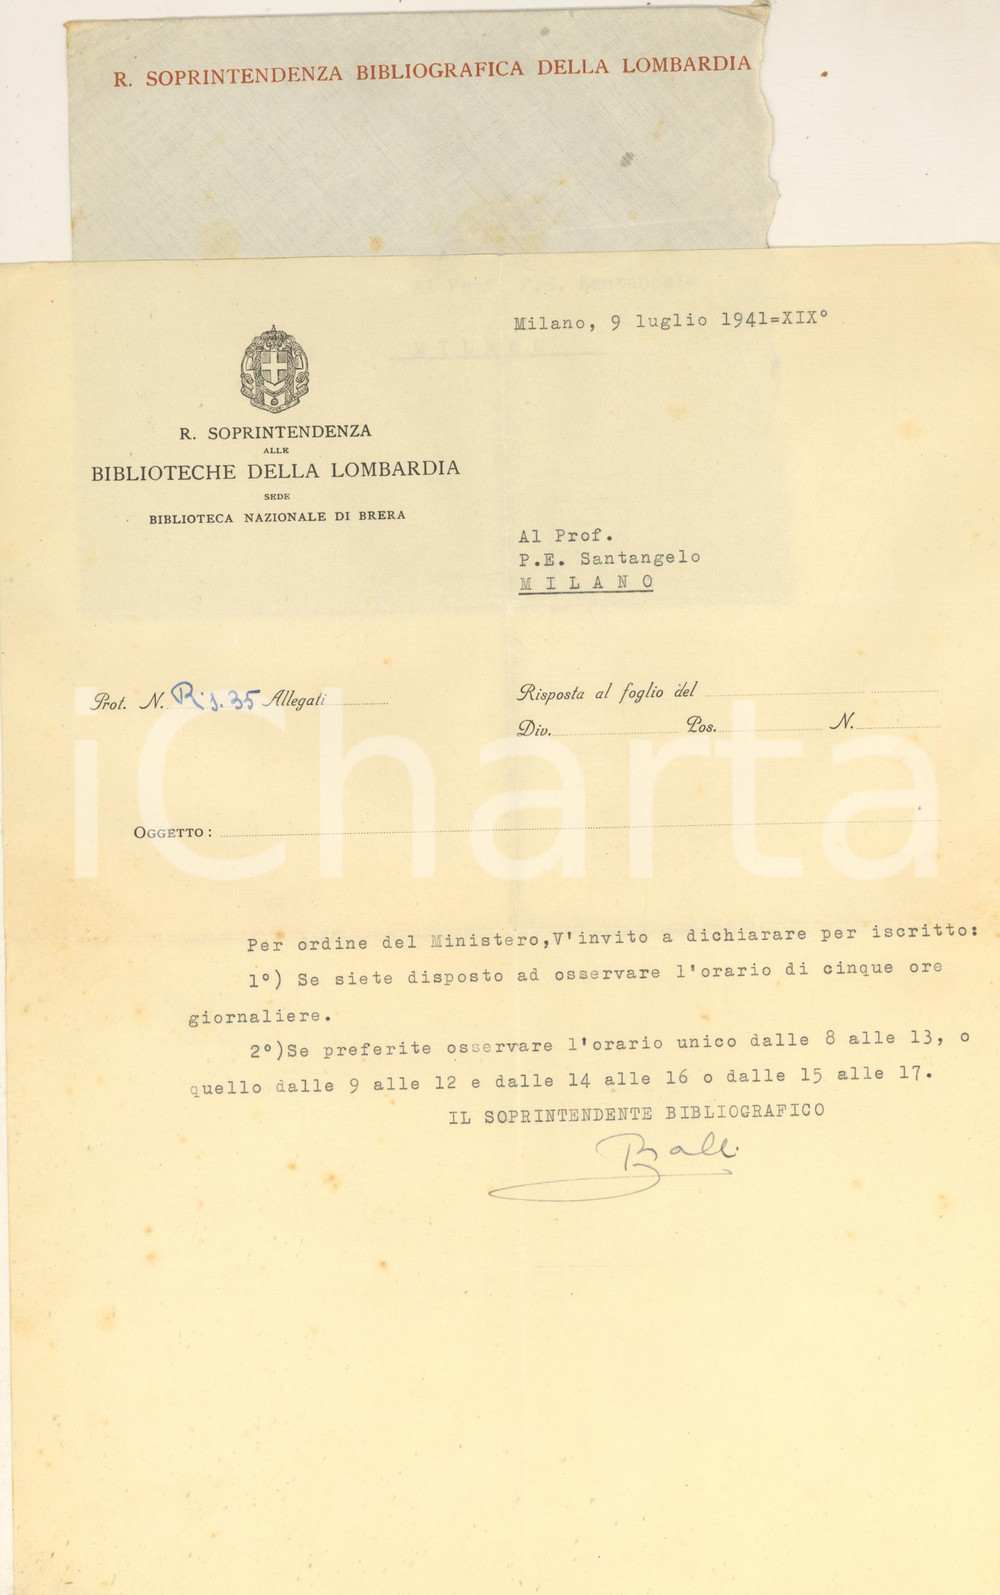 R. SOPRINTENDENZA BIBLIOGRAFICA DELLA LOMBARDIA
Milano, 9 luglio 1941=XIX°
R. SOPRINTENDENZA
ALLE
BIBLIOTECHE DELLA LOMBARDIA
SEDE
BIBLIOTECA NAZIONALE DI BRERA
Al Prof.
P.E. Santangelo
M I L A N O
Prot. N. Ris. 35 Allegati
Risposta al foglio del
Div. Pos. N.
OGGETTO:
iCharta
Per ordine del Ministero,V'invito a dichiarare per iscritto:
1°) Se siete disposto ad osservare l'orario di cinque ore
giornaliere.
2°)Se preferite osservare l'orario unico dalle 8 alle 13, o
quello dalle 9 alle 12 e dalle 14 alle 16 o dalle 15 alle 17.
IL SOPRINTENDENTE BIBLIOGRAFICO